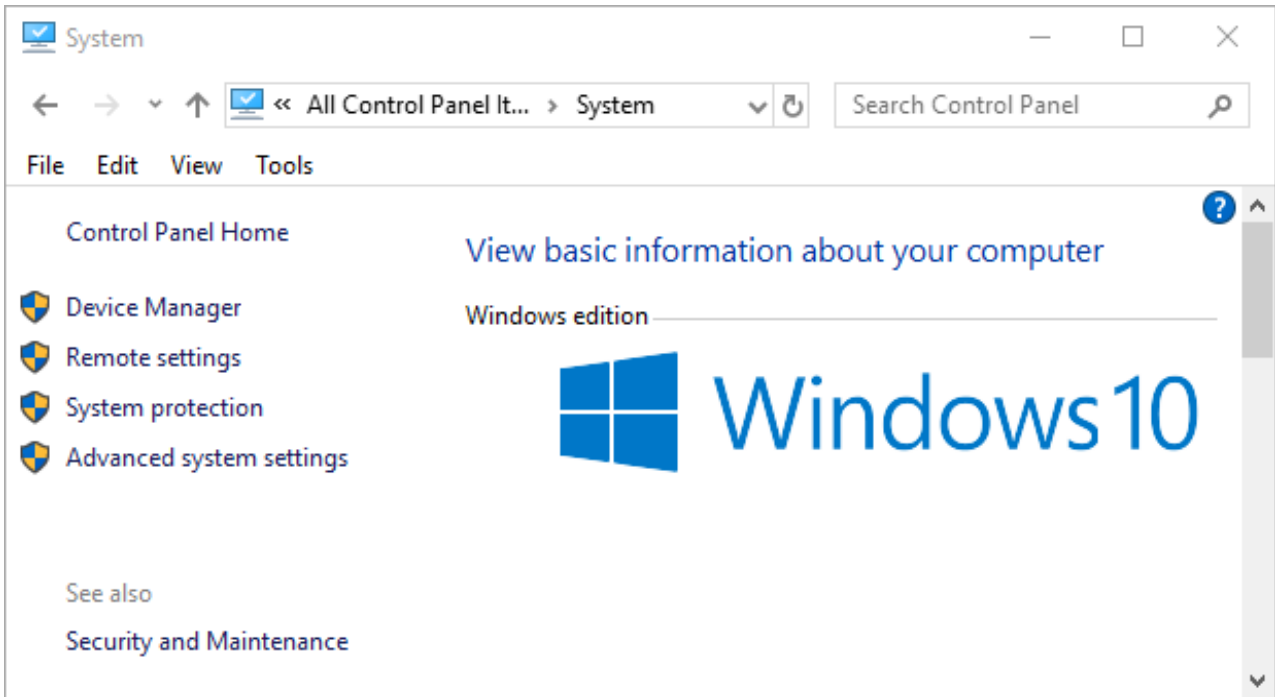 System
« All Control Panel It... > System
Search Control Panel
File Edit View Tools
Control Panel Home
Device Manager
Remote settings
System protection
Advanced system settings
See also
Security and Maintenance
?
View basic information about your computer
Windows edition
Windows 10